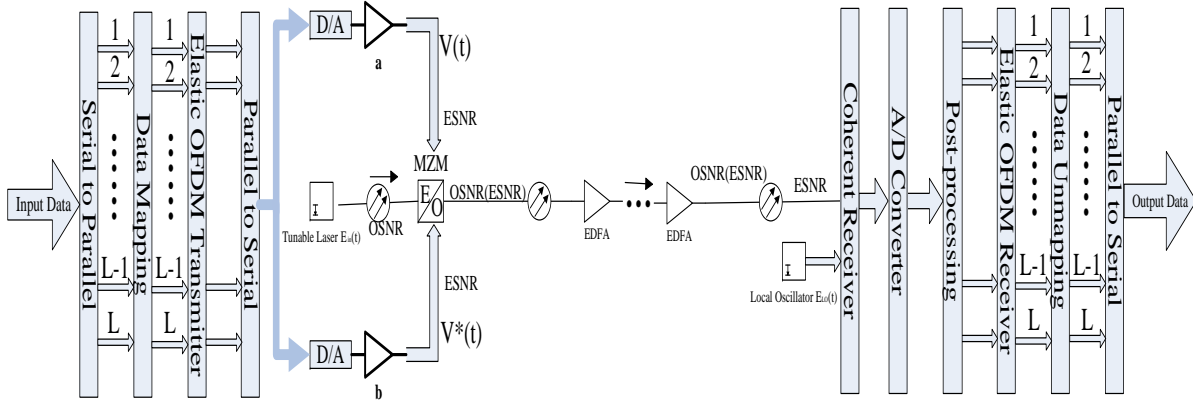 Input Data
Serial to Parallel
1
2
L-1
L
Data Mapping
1
2
L-1
L
Elastic OFDM Transmitter
Parallel to Serial
D/A
a
V(t)
ESNR
MZM
E/O
Tunable Laser E_in(t)
OSNR
ESNR
V*(t)
D/A
b
OSNR(ESNR)
EDFA
EDFA
OSNR(ESNR)
ESNR
Local Oscillator E_LO(t)
Coherent Receiver
A/D Converter
Post-processing
Elastic OFDM Receiver
1
2
L-1
L
Data Unmapping
1
2
L-1
L
Parallel to Serial
Output Data